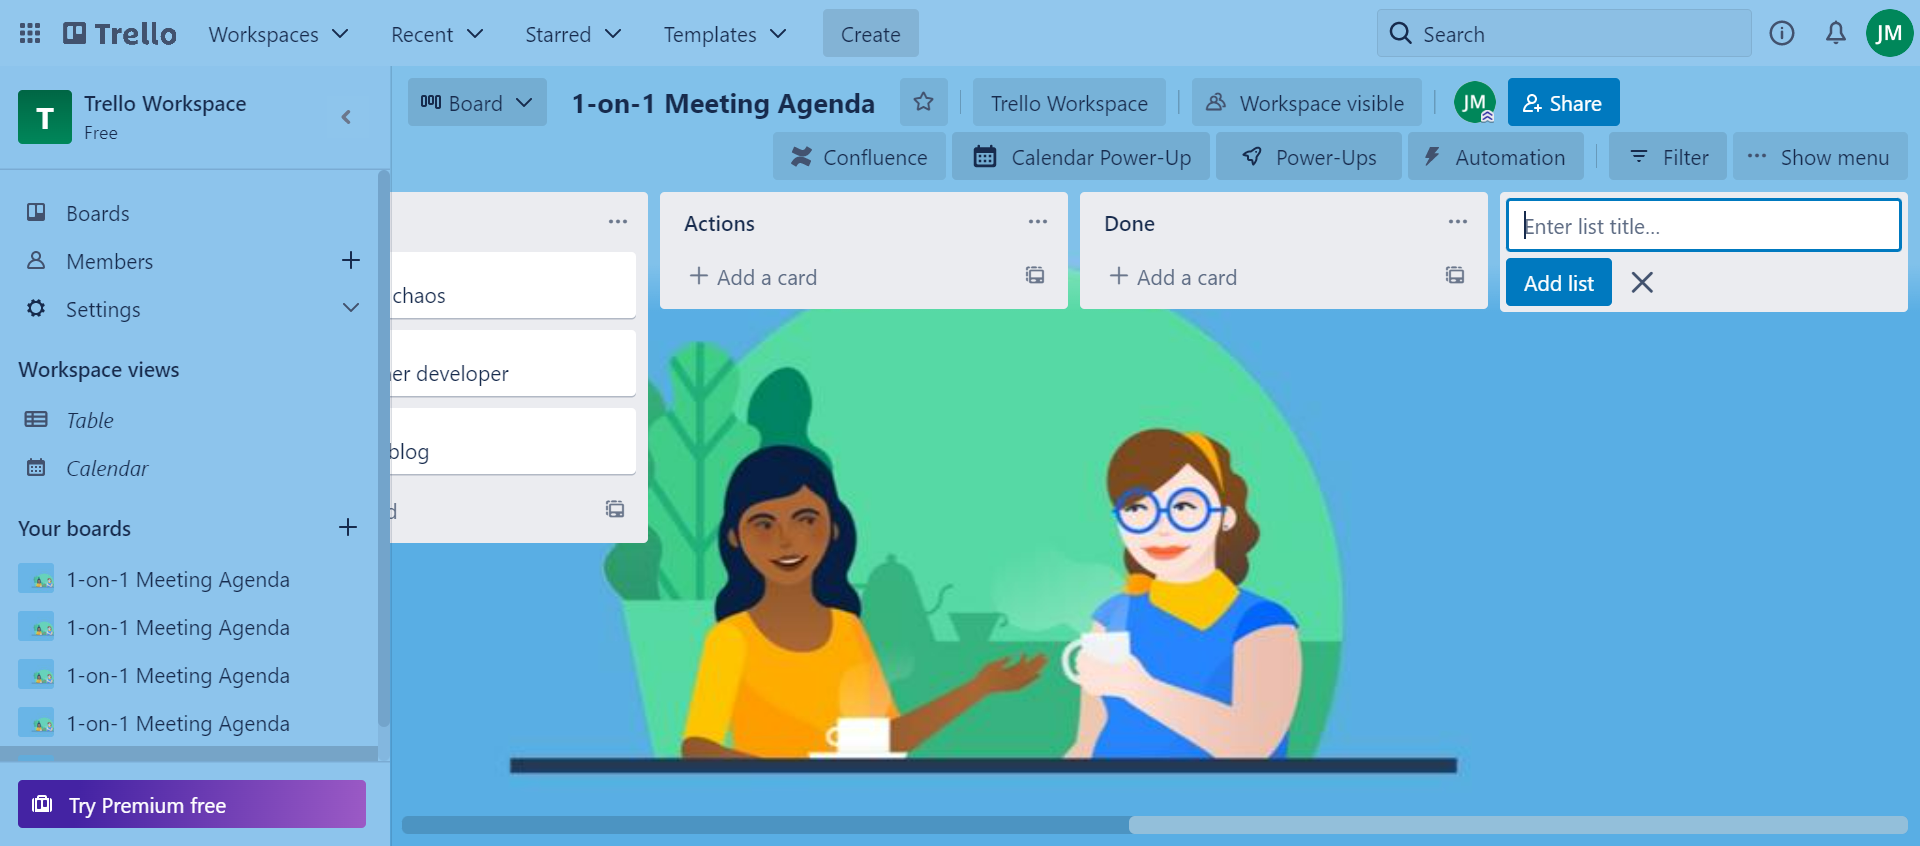 Trello
Workspaces
Recent
Starred
Templates
Create
Search
JM
T
Trello Workspace
Free
Board
1-on-1 Meeting Agenda
Trello Workspace
Workspace visible
JM
Share
Confluence
Calendar Power-Up
Power-Ups
Automation
Filter
Show menu
Boards
Members
Settings
Workspace views
Table
Calendar
Your boards
1-on-1 Meeting Agenda
1-on-1 Meeting Agenda
1-on-1 Meeting Agenda
1-on-1 Meeting Agenda
Try Premium free
chaos
er developer
blog
d
Actions
Add a card
Done
Add a card
Enter list title...
Add list